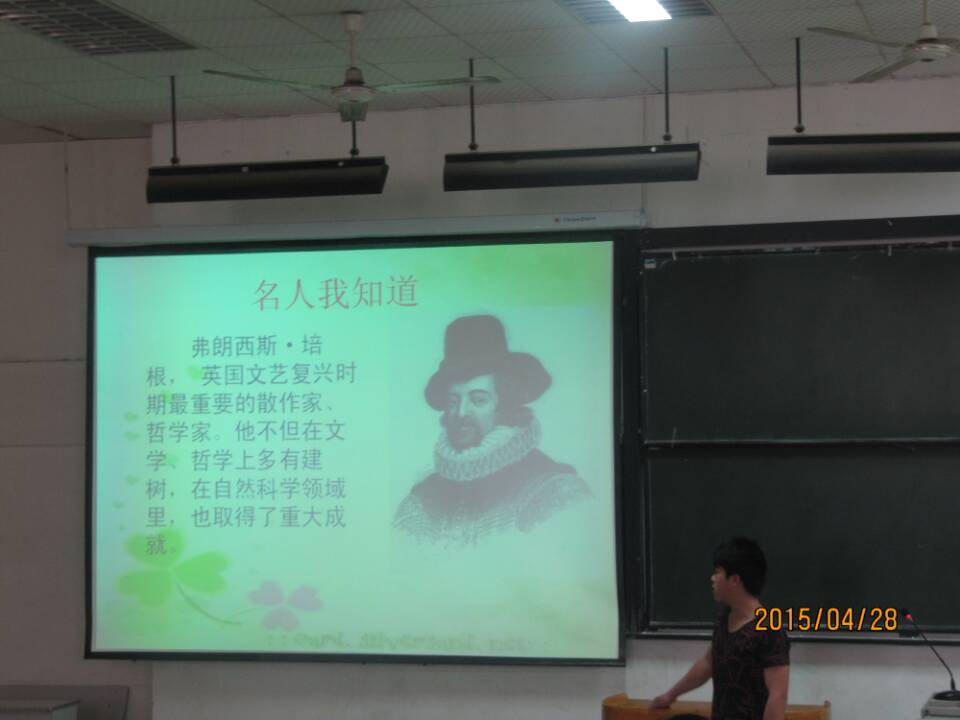 名人我知道
弗朗西斯·培
根， 英国文艺复兴时
期最重要的散作家、
哲学家。他不但在文
学、哲学上多有建
树，在自然科学领域
里，也取得了重大成
就。
2015/04/28